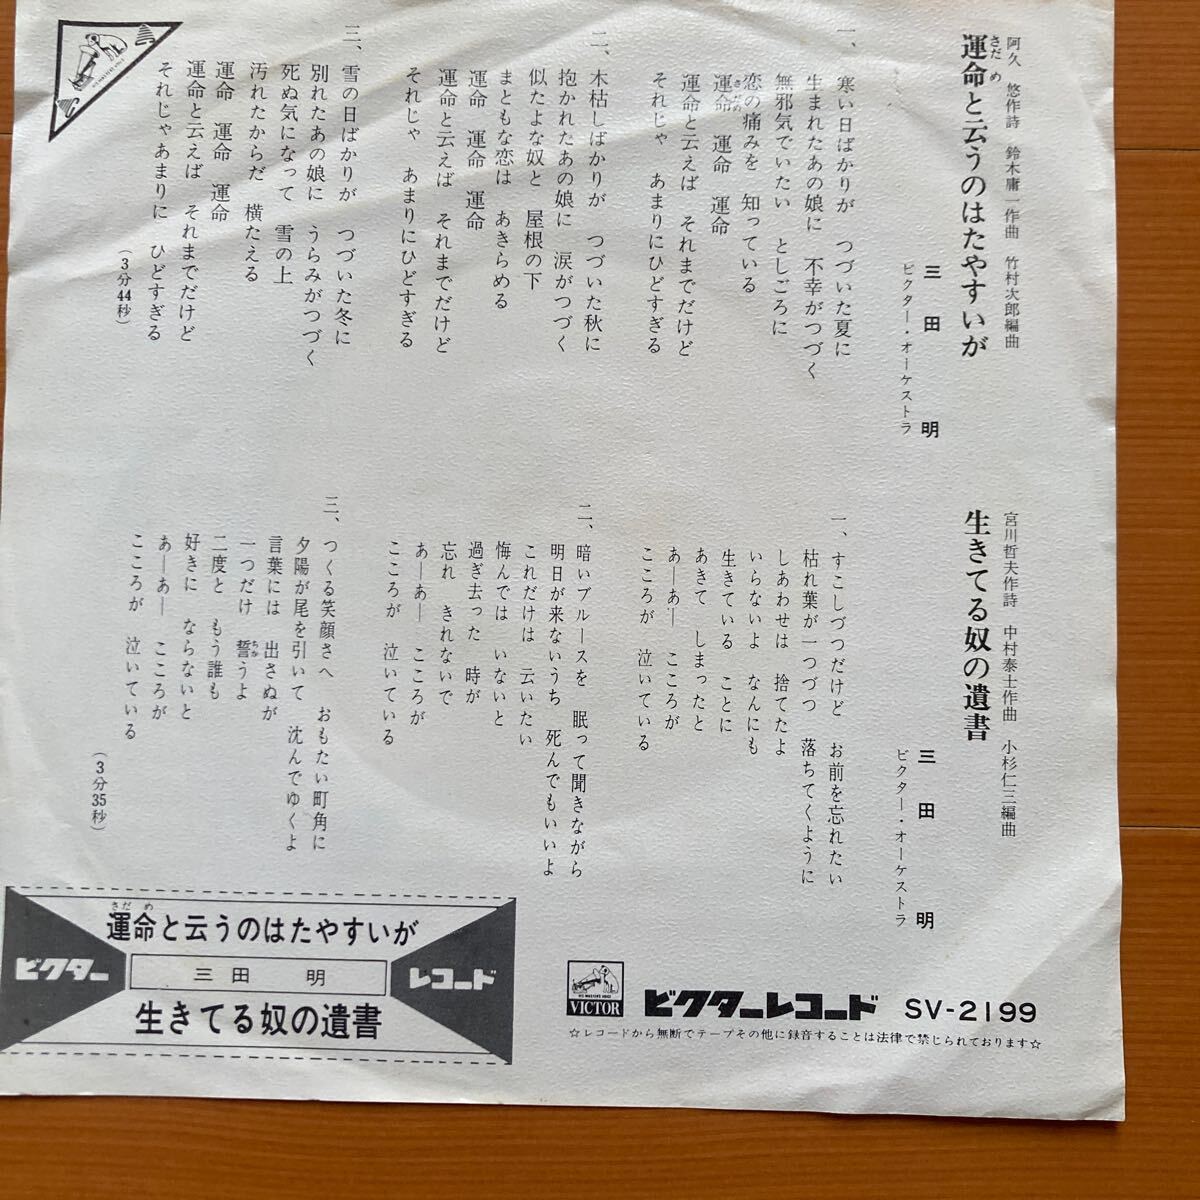 阿久 悠作詩 鈴木庸一作曲 竹村次郎編曲
運命と云うのはたやすいが
さだめ
三田 明
ビクター・オーケストラ
一、寒い日ばかりが つづいた夏に
生まれたあの娘に 不幸がつづく
無邪気でいたい としごろに
恋の痛みを 知っている
運命 運命 運命
さだめ
運命と云えば それまでだけど
それじゃ あまりにひどすぎる
二、木枯しばかりが つづいた秋に
抱かれたあの娘に 涙がつづく
似たよな奴と 屋根の下
まともな恋は あきらめる
運命 運命 運命
運命と云えば それまでだけど
それじゃ あまりにひどすぎる
三、雪の日ばかりが つづいた冬に
別れたあの娘に うらみがつづく
死ぬ気になって 雪の上
汚れたからだ 横たえる
運命 運命 運命
運命と云えば それまでだけど
それじゃあまりに ひどすぎる
(3分44秒)
宮川哲夫作詩 中村泰士作曲 小杉仁三編曲
生きてる奴の遺書
三田 明
ビクター・オーケストラ
一、すこしづつだけど お前を忘れたい
枯れ葉が一つづつ 落ちてくように
しあわせは 捨てたよ
いらないよ なんにも
生きている ことに
あきて しまったと
あーあー こころが
こころが 泣いている
二、暗いブルースを 眠って聞きながら
明日が来ないうち 死んでもいいよ
これだけは 云いたい
悔んでは いないと
過ぎ去った 時が
忘れ きれないで
あーあー こころが
こころが 泣いている
三、つくる笑顔さへ おもたい町角に
夕陽が尾を引いて 沈んでゆくよ
言葉には 出さぬが
一つだけ 誓うよ
ちか
二度と もう誰も
好きに ならないと
あーあー こころが
こころが 泣いている
(3分35秒)
さだめ
運命と云うのはたやすいが
ビクター
三田 明
レコード
生きてる奴の遺書
HIS MASTER'S VOICE
VICTOR
ビクターレコード SV-2199
☆レコードから無断でテープその他に録音することは法律で禁じられております☆